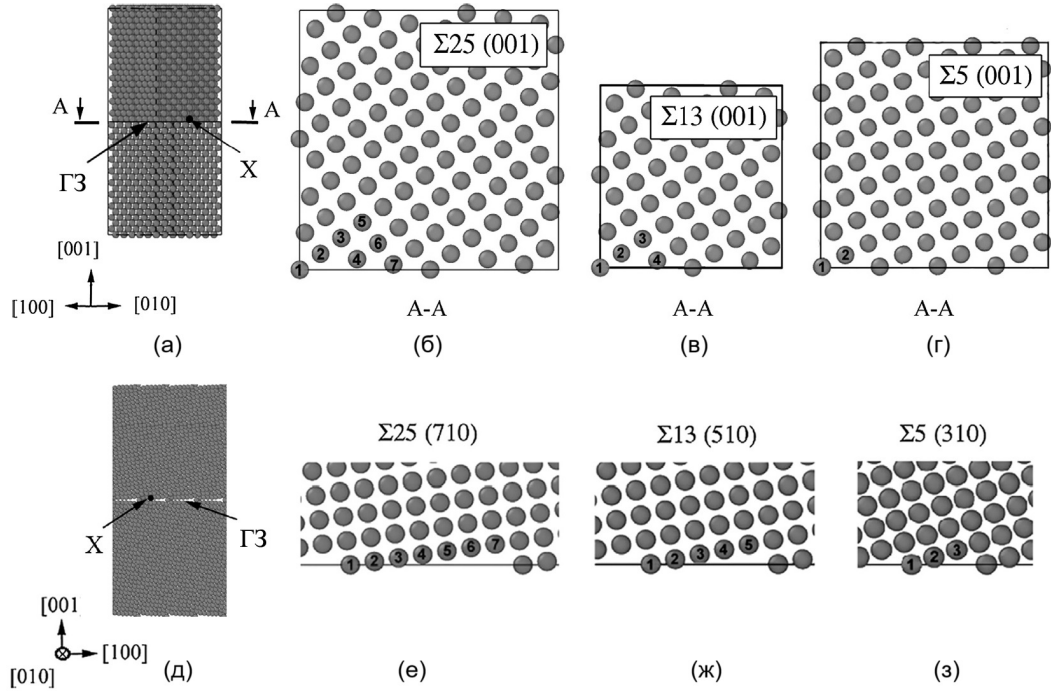 Σ25 (001)
Σ13 (001)
Σ5 (001)
А
А
ГЗ
Х
1
2
3
4
5
6
7
1
2
3
4
1
2
[001]
[100]
[010]
А-А
А-А
А-А
(а)
(б)
(в)
(г)
Σ25 (710)
Σ13 (510)
Σ5 (310)
Х
ГЗ
1 2 3 4 5 6 7
1 2 3 4 5
1 2 3
[001
[100]
[010]
(д)
(е)
(ж)
(з)